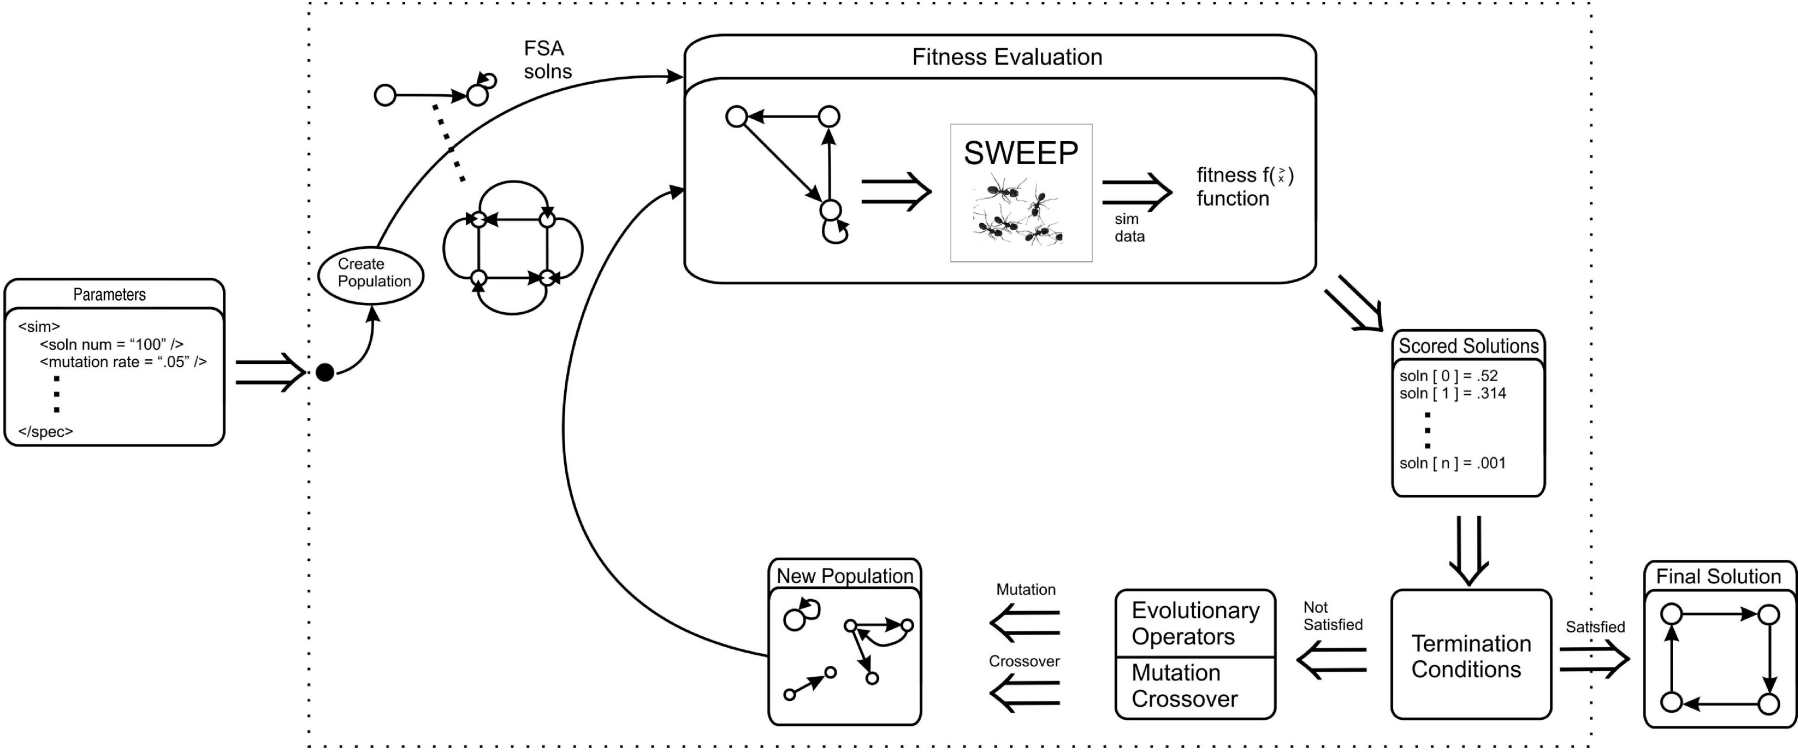 Parameters
<sim>
<soln num = “100” />
<mutation rate = “.05” />
</spec>
Create
Population
FSA
solns
Fitness Evaluation
SWEEP
sim
data
fitness f(x⃗)
function
Scored Solutions
soln [ 0 ] = .52
soln [ 1 ] = .314
soln [ n ] = .001
Termination
Conditions
Satisfied
Final Solution
Not
Satisfied
Evolutionary
Operators
Mutation
Crossover
Mutation
Crossover
New Population